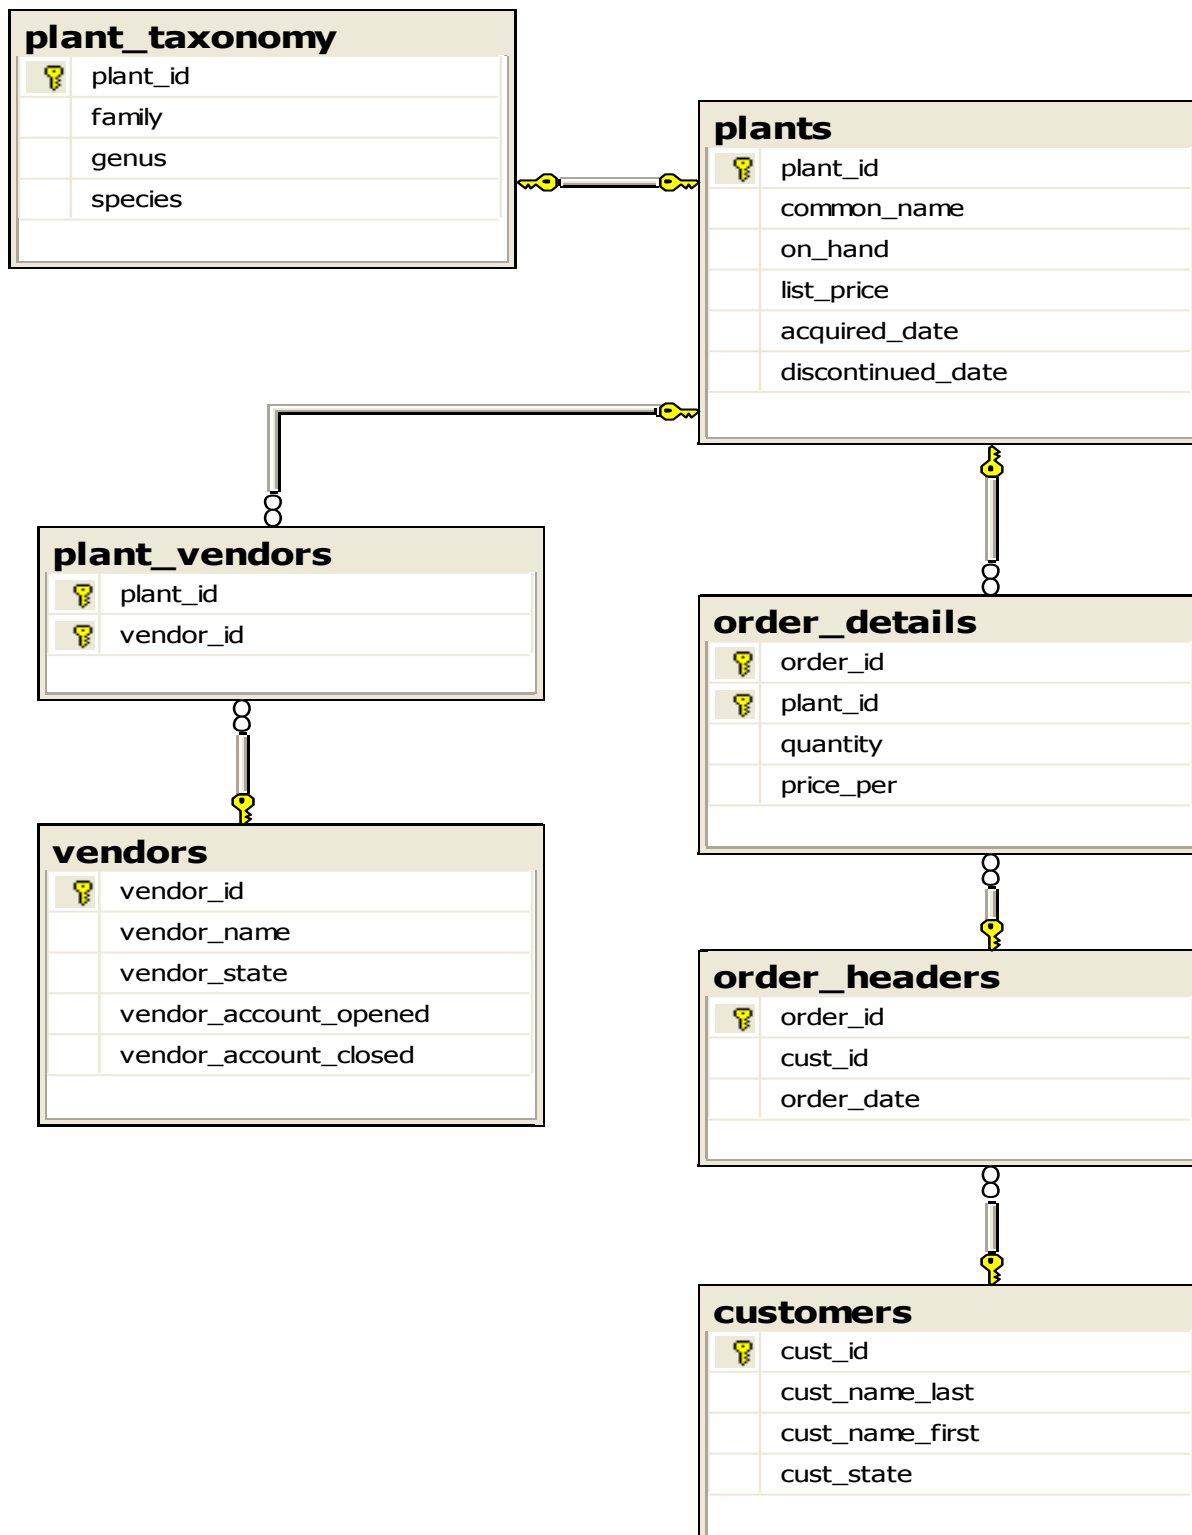 plant_taxonomy
plant_id
family
genus
species
plants
plant_id
common_name
on_hand
list_price
acquired_date
discontinued_date
plant_vendors
plant_id
vendor_id
order_details
order_id
plant_id
quantity
price_per
vendors
vendor_id
vendor_name
vendor_state
vendor_account_opened
vendor_account_closed
order_headers
order_id
cust_id
order_date
customers
cust_id
cust_name_last
cust_name_first
cust_state